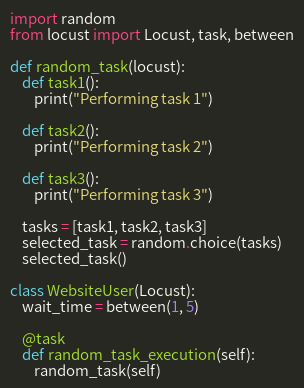 import random
from locust import Locust, task, between
def random_task(locust):
def task1():
print("Performing task 1")
def task2():
print("Performing task 2")
def task3():
print("Performing task 3")
tasks = [task1, task2, task3]
selected_task = random.choice(tasks)
selected_task()
class WebsiteUser(Locust):
wait_time = between(1, 5)
@task
def random_task_execution(self):
random_task(self)